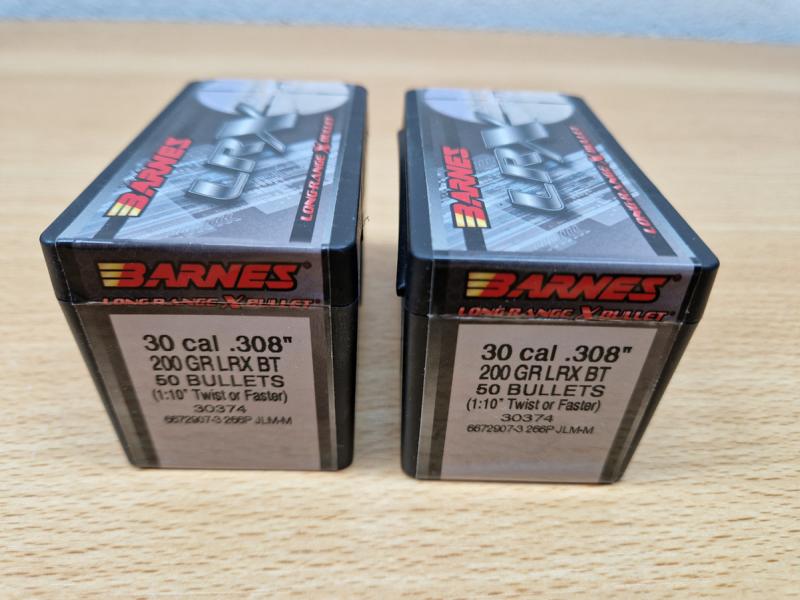 BARNES
LRX
LONG-RANGE X BULLET
BARNES
LONG-RANGE X BULLET
30 cal .308"
200 GR LRX BT
50 BULLETS
(1:10" Twist or Faster)
30374
6672907-3 266P JLM-M
BARNES
LRX
LONG-RANGE X BULLET
BARNES
LONG-RANGE X BULLET
30 cal .308"
200 GR LRX BT
50 BULLETS
(1:10" Twist or Faster)
30374
6672907-3 266P JLM-M